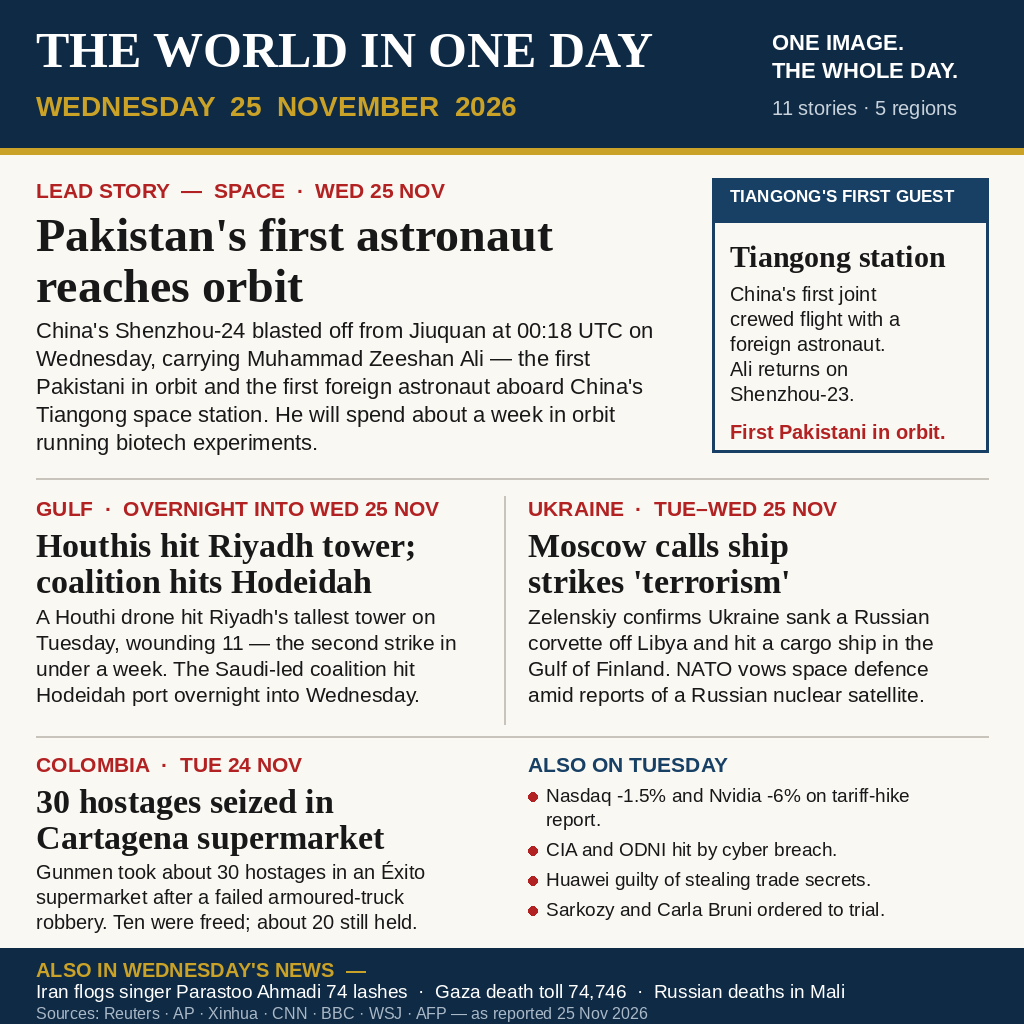 THE WORLD IN ONE DAY
WEDNESDAY 25 NOVEMBER 2026
ONE IMAGE.
THE WHOLE DAY.
11 stories · 5 regions
LEAD STORY — SPACE · WED 25 NOV
Pakistan's first astronaut
reaches orbit
China's Shenzhou-24 blasted off from Jiuquan at 00:18 UTC on
Wednesday, carrying Muhammad Zeeshan Ali — the first
Pakistani in orbit and the first foreign astronaut aboard China's
Tiangong space station. He will spend about a week in orbit
running biotech experiments.
TIANGONG'S FIRST GUEST
Tiangong station
China's first joint
crewed flight with a
foreign astronaut.
Ali returns on
Shenzhou-23.
First Pakistani in orbit.
GULF · OVERNIGHT INTO WED 25 NOV
Houthis hit Riyadh tower;
coalition hits Hodeidah
A Houthi drone hit Riyadh's tallest tower on
Tuesday, wounding 11 — the second strike in
under a week. The Saudi-led coalition hit
Hodeidah port overnight into Wednesday.
UKRAINE · TUE–WED 25 NOV
Moscow calls ship
strikes 'terrorism'
Zelenskiy confirms Ukraine sank a Russian
corvette off Libya and hit a cargo ship in the
Gulf of Finland. NATO vows space defence
amid reports of a Russian nuclear satellite.
COLOMBIA · TUE 24 NOV
30 hostages seized in
Cartagena supermarket
Gunmen took about 30 hostages in an Éxito
supermarket after a failed armoured-truck
robbery. Ten were freed; about 20 still held.
ALSO ON TUESDAY
Nasdaq -1.5% and Nvidia -6% on tariff-hike
report.
CIA and ODNI hit by cyber breach.
Huawei guilty of stealing trade secrets.
Sarkozy and Carla Bruni ordered to trial.
ALSO IN WEDNESDAY'S NEWS —
Iran flogs singer Parastoo Ahmadi 74 lashes · Gaza death toll 74,746 · Russian deaths in Mali
Sources: Reuters · AP · Xinhua · CNN · BBC · WSJ · AFP — as reported 25 Nov 2026